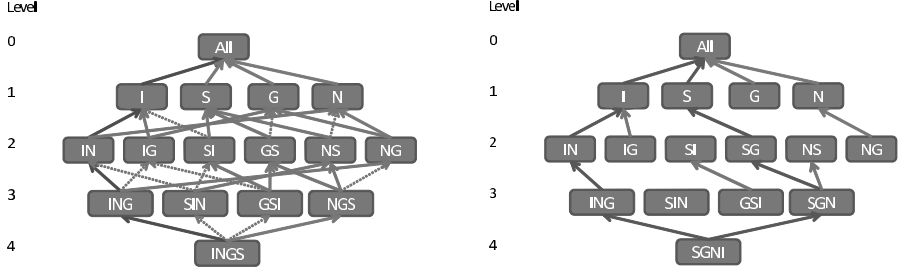 Level Level
0 All 0 All
1 I S G N 1 I S G N
2 IN IG SI GS NS NG 2 IN IG SI SG NS NG
3 ING SIN GSI NGS 3 ING SIN GSI SGN
4 INGS 4 SGNI